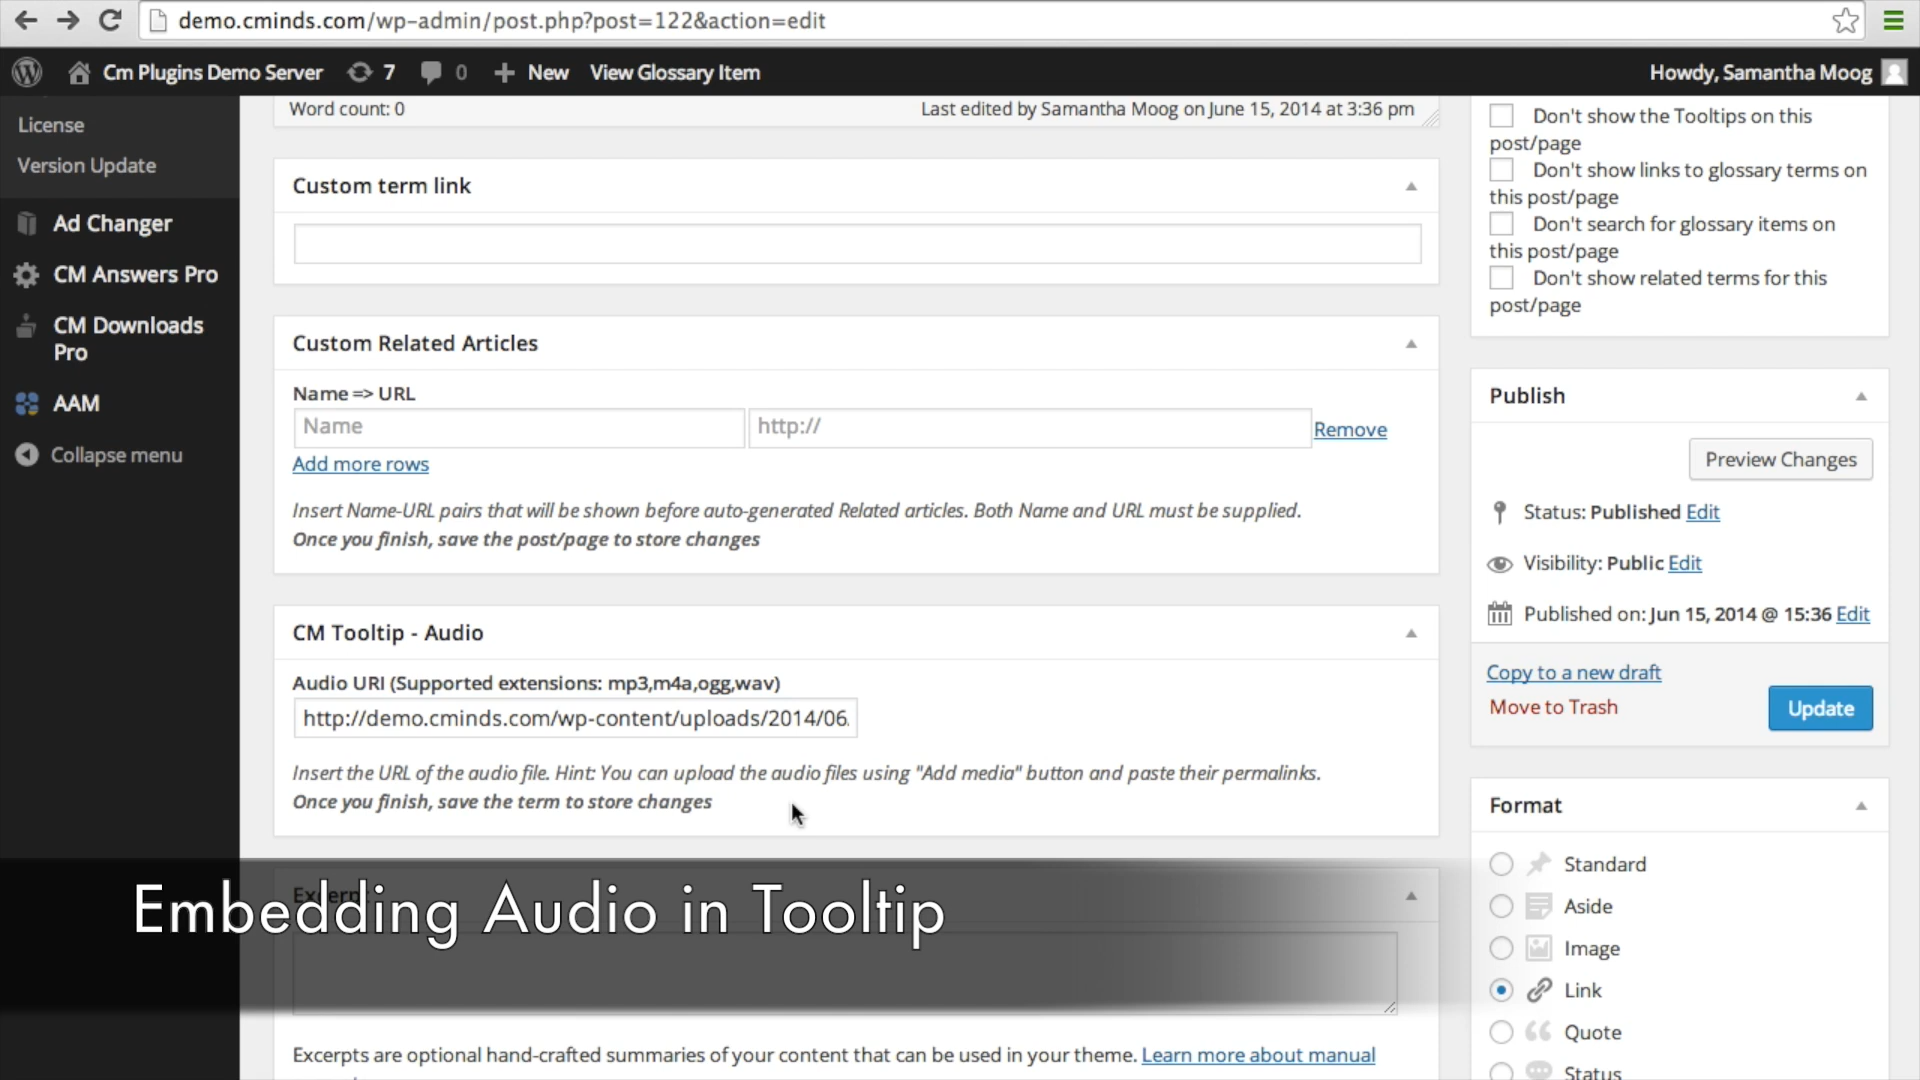 demo.cminds.com/wp-admin/post.php?post=122&action=edit
Cm Plugins Demo Server 7 0 New View Glossary Item Howdy, Samantha Moog
License
Version Update
Ad Changer
CM Answers Pro
CM Downloads
Pro
AAM
Collapse menu
Word count: 0 Last edited by Samantha Moog on June 15, 2014 at 3:36 pm
Custom term link
Custom Related Articles
Name => URL
Name http:// Remove
Add more rows
Insert Name-URL pairs that will be shown before auto-generated Related articles. Both Name and URL must be supplied.
Once you finish, save the post/page to store changes
CM Tooltip - Audio
Audio URI (Supported extensions: mp3,m4a,ogg,wav)
http://demo.cminds.com/wp-content/uploads/2014/06.
Insert the URL of the audio file. Hint: You can upload the audio files using "Add media" button and paste their permalinks.
Once you finish, save the term to store changes
Excerpt
Embedding Audio in Tooltip
Excerpts are optional hand-crafted summaries of your content that can be used in your theme. Learn more about manual
Don't show the Tooltips on this
post/page
Don't show links to glossary terms on
this post/page
Don't search for glossary items on
this post/page
Don't show related terms for this
post/page
Publish
Preview Changes
Status: Published Edit
Visibility: Public Edit
Published on: Jun 15, 2014 @ 15:36 Edit
Copy to a new draft
Move to Trash
Update
Format
Standard
Aside
Image
Link
Quote
Status